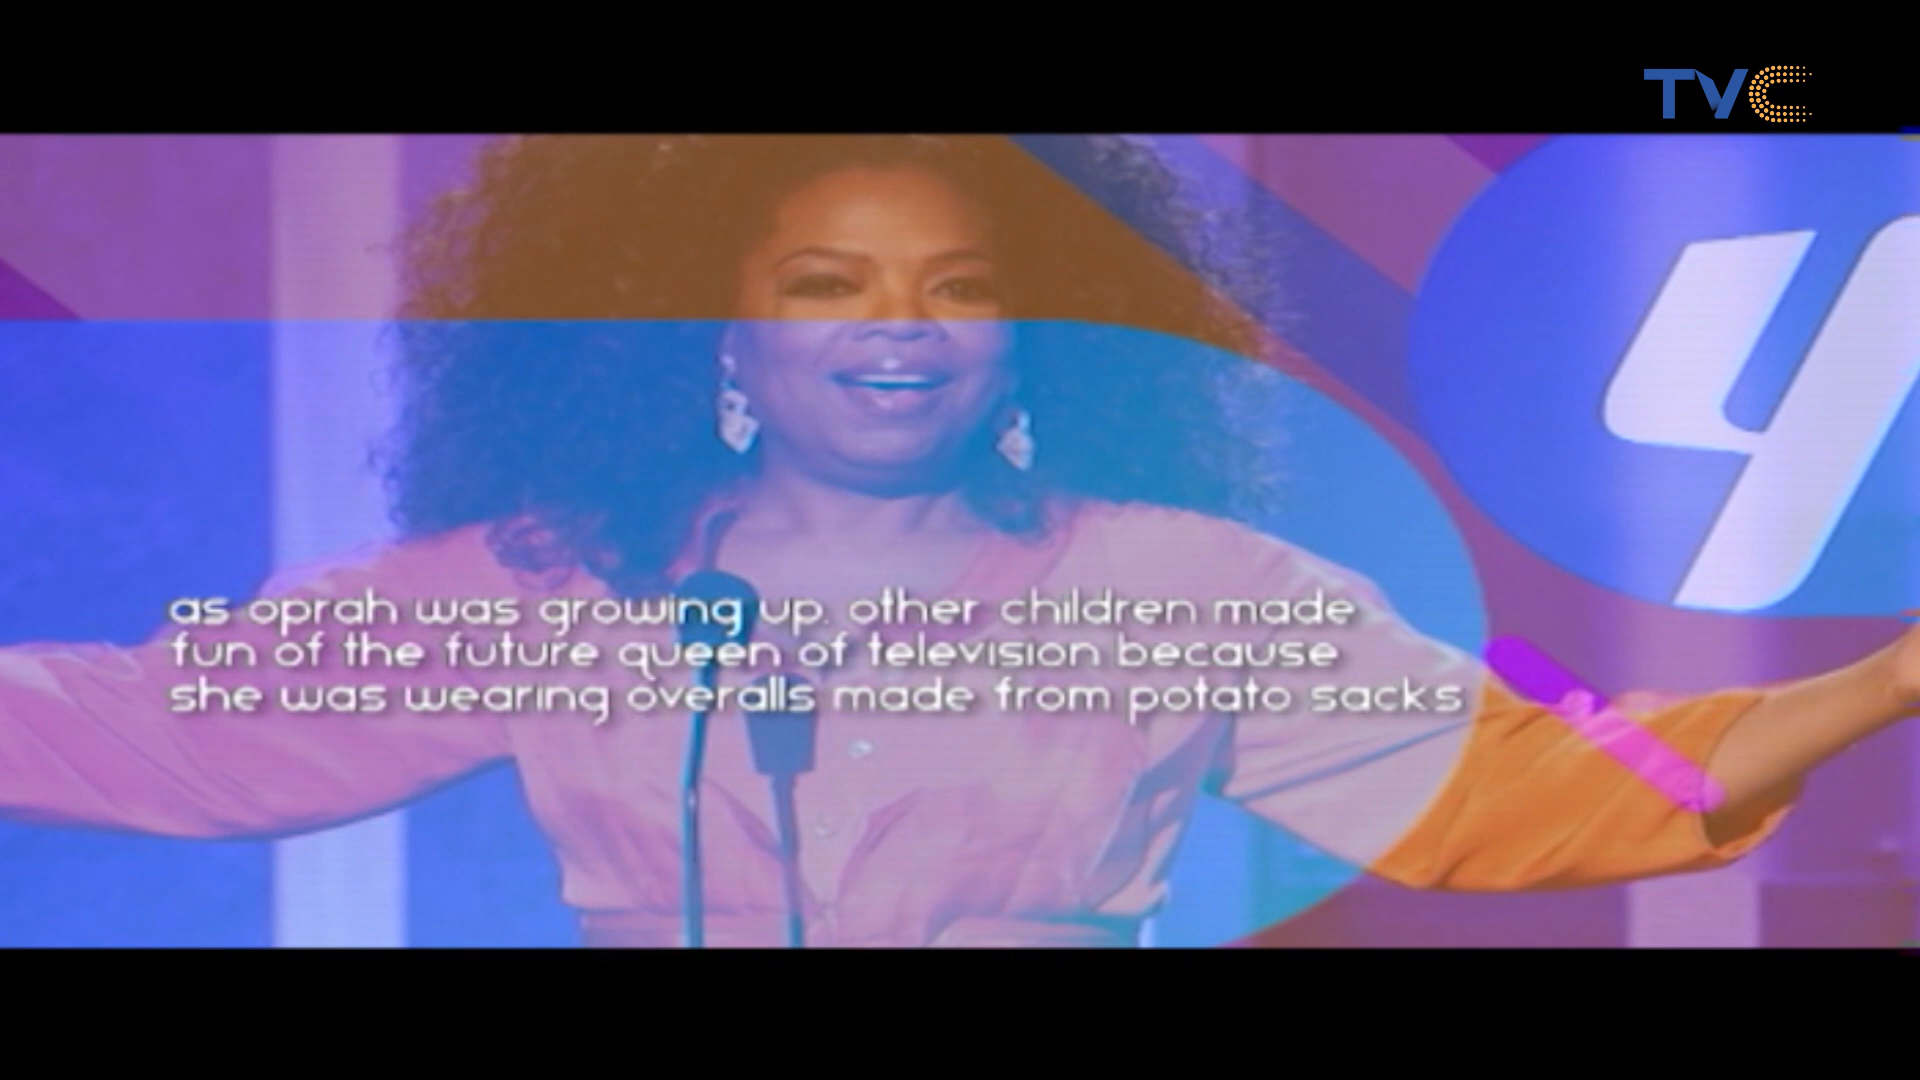 TVC
y
as oprah was growing up. other children made
fun of the future queen of television because
she was wearing overalls made from potato sacks